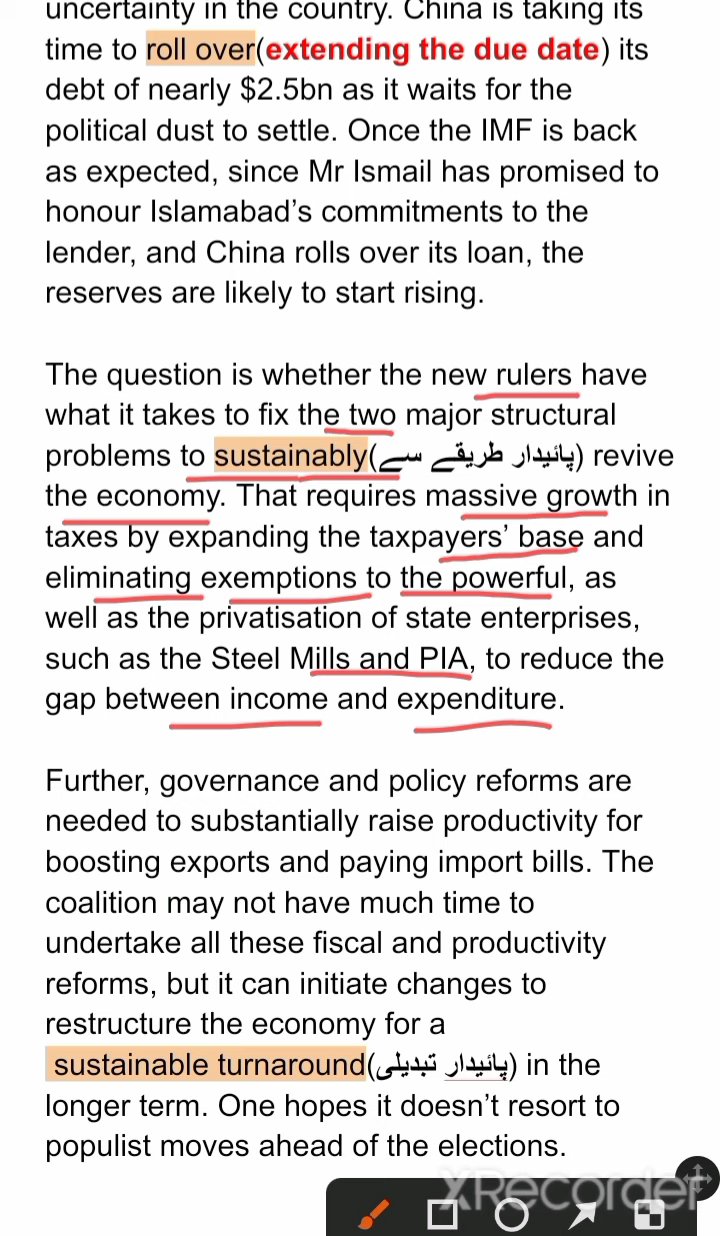 uncertainty in the country. China is taking its
time to roll over(extending the due date) its
debt of nearly $2.5bn as it waits for the
political dust to settle. Once the IMF is back
as expected, since Mr Ismail has promised to
honour Islamabad’s commitments to the
lender, and China rolls over its loan, the
reserves are likely to start rising.
The question is whether the new rulers have
what it takes to fix the two major structural
problems to sustainably(پائیدار طریقے سے) revive
the economy. That requires massive growth in
taxes by expanding the taxpayers’ base and
eliminating exemptions to the powerful, as
well as the privatisation of state enterprises,
such as the Steel Mills and PIA, to reduce the
gap between income and expenditure.
Further, governance and policy reforms are
needed to substantially raise productivity for
boosting exports and paying import bills. The
coalition may not have much time to
undertake all these fiscal and productivity
reforms, but it can initiate changes to
restructure the economy for a
sustainable turnaround(پائیدار تبدیلی) in the
longer term. One hopes it doesn’t resort to
populist moves ahead of the elections.
XRecorder